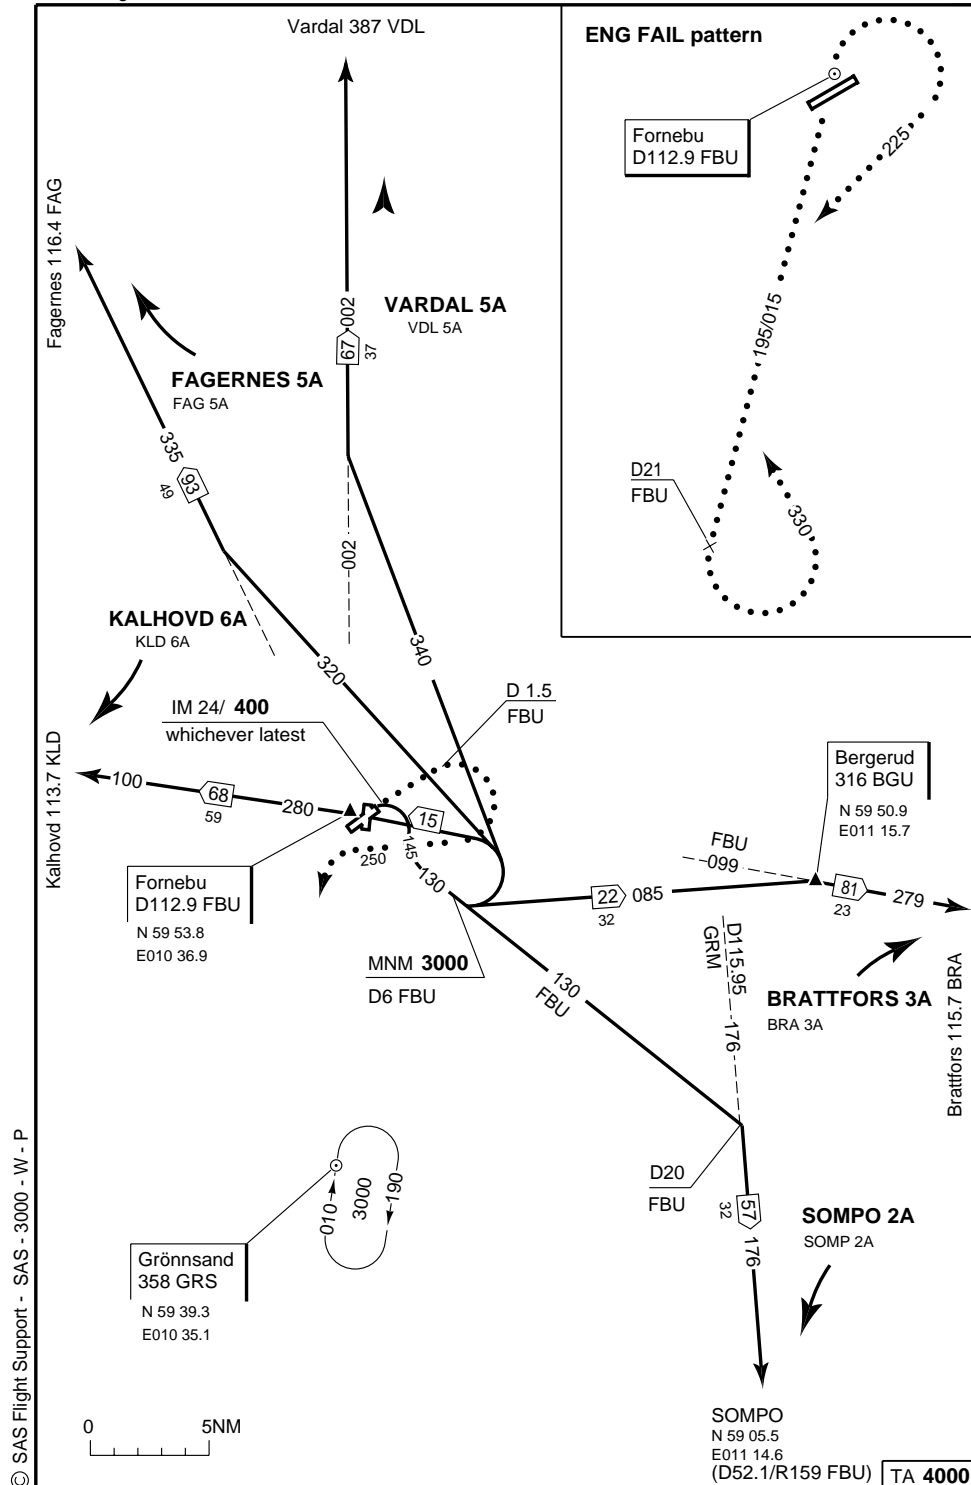 Vardal 387 VDL
ENG FAIL pattern
Fornebu
D112.9 FBU
225
195/015
D21
FBU
330
Fagernes 116.4 FAG
002
VARDAL 5A
VDL 5A
67
37
FAGERNES 5A
FAG 5A
335
93
49
002
KALHOVD 6A
KLD 6A
320
340
D 1.5
FBU
IM 24/ 400
whichever latest
Kalhovd 113.7 KLD
100
68
59
280
15
145
250
130
Bergerud
316 BGU
N 59 50.9
E011 15.7
FBU
099
Fornebu
D112.9 FBU
N 59 53.8
E010 36.9
22
085
32
81
23
279
MNM 3000
D6 FBU
130
FBU
D115.95
GRM
176
BRATTFORS 3A
BRA 3A
Brattfors 115.7 BRA
D20
FBU
57
32
176
SOMPO 2A
SOMP 2A
010
3000
190
Grönnsand
358 GRS
N 59 39.3
E010 35.1
0
5NM
SOMPO
N 59 05.5
E011 14.6
(D52.1/R159 FBU)
TA 4000
© SAS Flight Support - SAS - 3000 - W - P